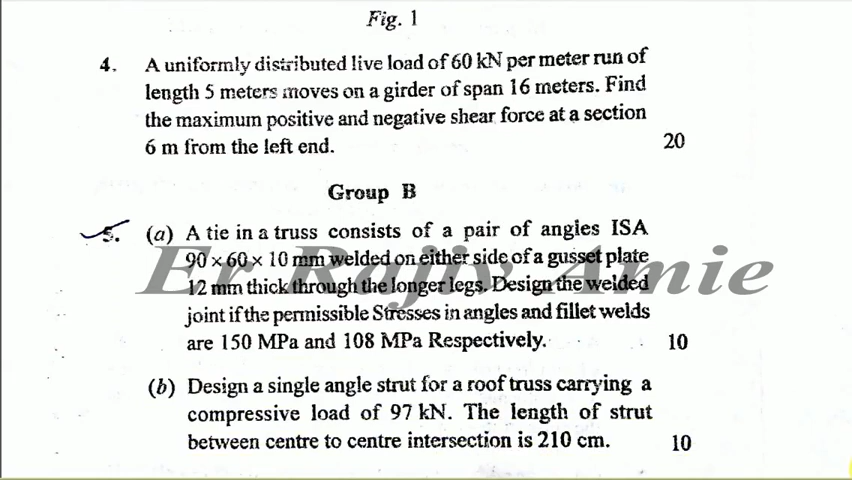 Fig. 1
4. A uniformly distributed live load of 60 kN per meter run of
length 5 meters moves on a girder of span 16 meters. Find
the maximum positive and negative shear force at a section
6 m from the left end. 20
Group B
5. (a) A tie in a truss consists of a pair of angles ISA
90 × 60 × 10 mm welded on either side of a gusset plate
12 mm thick through the longer legs. Design the welded
joint if the permissible Stresses in angles and fillet welds
are 150 MPa and 108 MPa Respectively. 10
Er Rajiv Amie
(b) Design a single angle strut for a roof truss carrying a
compressive load of 97 kN. The length of strut
between centre to centre intersection is 210 cm. 10